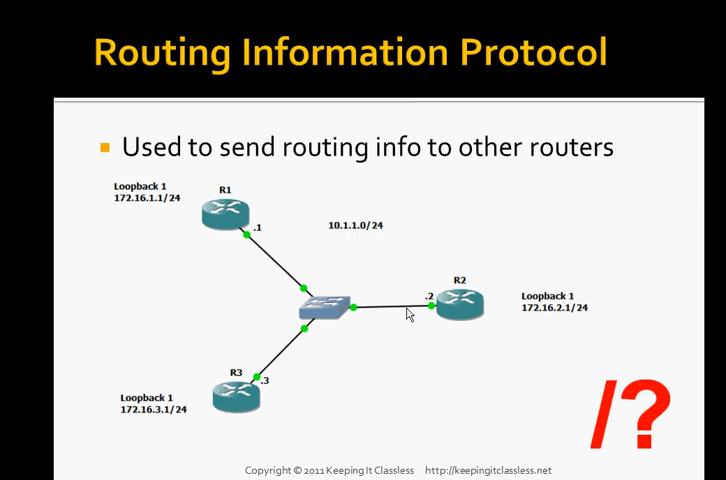 Routing Information Protocol
Used to send routing info to other routers
Loopback 1
172.16.1.1/24
R1
.1
10.1.1.0/24
R2
.2
Loopback 1
172.16.2.1/24
R3
.3
Loopback 1
172.16.3.1/24
/?
Copyright © 2011 Keeping It Classless http://keepingitclassless.net